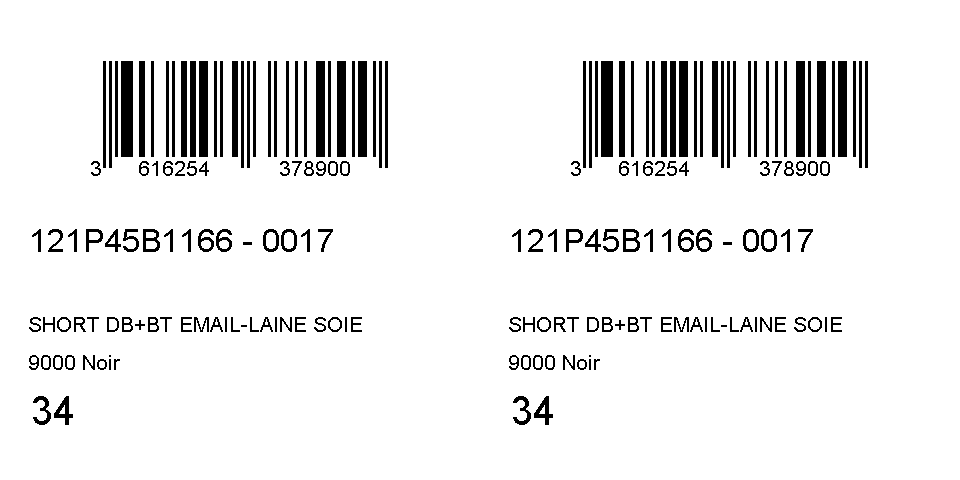 3 616254 378900
121P45B1166 - 0017
SHORT DB+BT EMAIL-LAINE SOIE
9000 Noir
34
3 616254 378900
121P45B1166 - 0017
SHORT DB+BT EMAIL-LAINE SOIE
9000 Noir
34